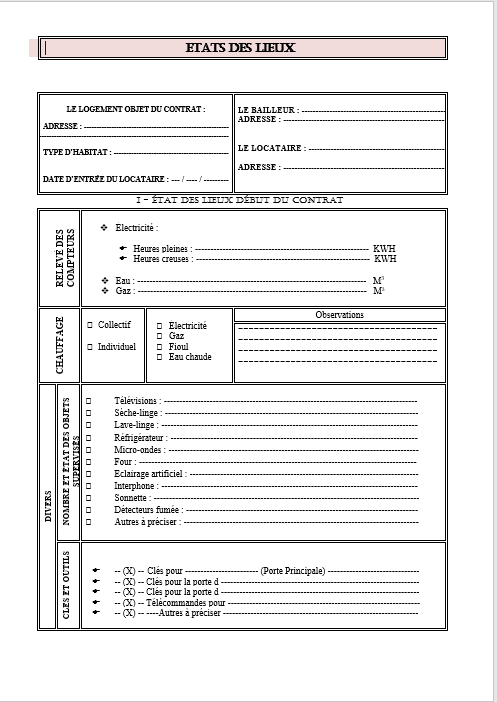 ETATS DES LIEUX
LE LOGEMENT OBJET DU CONTRAT :
ADRESSE : ------------------------------------------------
----------------------------------------------------------------
TYPE D'HABITAT : --------------------------------------
DATE D'ENTRÉE DU LOCATAIRE : --- / ---- / ---------
LE BAILLEUR : ------------------------------------------------
ADRESSE : ----------------------------------------------------
LE LOCATAIRE : ----------------------------------------------
ADRESSE : ----------------------------------------------------
I - ÉTAT DES LIEUX DÉBUT DU CONTRAT
RELEVÉ DES
COMPTEURS
❖ Électricité :
☛ Heures pleines : ---------------------------------------------------------- KWH
☛ Heures creuses : ---------------------------------------------------------- KWH
❖ Eau : ---------------------------------------------------------------------------- M³
❖ Gaz : ---------------------------------------------------------------------------- M³
CHAUFFAGE
□ Collectif
□ Individuel
□ Electricité
□ Gaz
□ Fioul
□ Eau chaude
Observations
_ _ _ _ _ _ _ _ _ _ _ _ _ _ _ _ _ _ _ _ _ _ _ _ _ _ _ _
_ _ _ _ _ _ _ _ _ _ _ _ _ _ _ _ _ _ _ _ _ _ _ _ _ _ _ _
_ _ _ _ _ _ _ _ _ _ _ _ _ _ _ _ _ _ _ _ _ _ _ _ _ _ _ _
_ _ _ _ _ _ _ _ _ _ _ _ _ _ _ _ _ _ _ _ _ _ _ _ _ _ _ _
DIVERS
NOMBRE ET ÉTAT DES OBJETS
SUPERVISÉS
□ Télévisions : ------------------------------------------------------------------------------------
□ Sèche-linge : ------------------------------------------------------------------------------------
□ Lave-linge : ------------------------------------------------------------------------------------
□ Réfrigérateur : ----------------------------------------------------------------------------------
□ Micro-ondes : ----------------------------------------------------------------------------------
□ Four : --------------------------------------------------------------------------------------------
□ Eclairage artificiel : -----------------------------------------------------------------------------
□ Interphone : -------------------------------------------------------------------------------------
□ Sonnette : ---------------------------------------------------------------------------------------
□ Détecteurs fumée : -----------------------------------------------------------------------------
□ Autres à préciser : ------------------------------------------------------------------------------
CLES ET OUTILS
☛ -- (X) -- Clés pour ------------------------ (Porte Principale) ------------------------------
☛ -- (X) -- Clés pour la porte d ------------------------------------------------------------------
☛ -- (X) -- Clés pour la porte d ------------------------------------------------------------------
☛ -- (X) -- Télécommandes pour ----------------------------------------------------------------
☛ -- (X) -- ----Autres à préciser ------------------------------------------------------------------